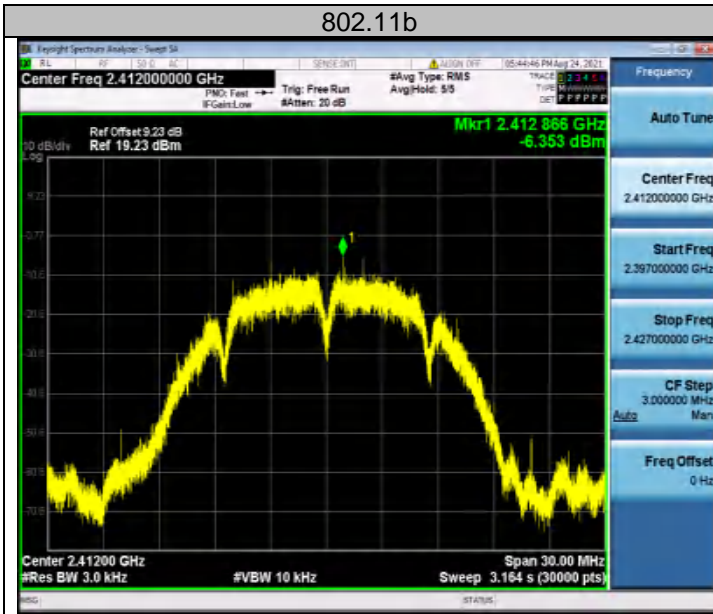 802.11b
Keysight Spectrum Analyzer - Swept SA
RL RF 50 Ω AC SENSE:INT ALIGN OFF 05:44:46 PM Aug 24, 2021
Center Freq 2.412000000 GHz
PNO: Fast
IFGain:Low
Trig: Free Run
#Atten: 20 dB
#Avg Type: RMS
Avg|Hold: 5/5
TRACE 1 2 3 4 5 6
TYPE M
DET P P P P P P
Ref Offset 9.23 dB
10 dB/div Ref 19.23 dBm
Log
Mkr1 2.412 866 GHz
-6.353 dBm
9.23
-0.77
-10.8
-20.8
-30.8
-40.8
-50.8
-60.8
-70.8
1
Center 2.41200 GHz
Span 30.00 MHz
#Res BW 3.0 kHz
#VBW 10 kHz
Sweep 3.164 s (30000 pts)
MSG
STATUS
Frequency
Auto Tune
Center Freq
2.412000000 GHz
Start Freq
2.397000000 GHz
Stop Freq
2.427000000 GHz
CF Step
3.000000 MHz
Auto Man
Freq Offset
0 Hz